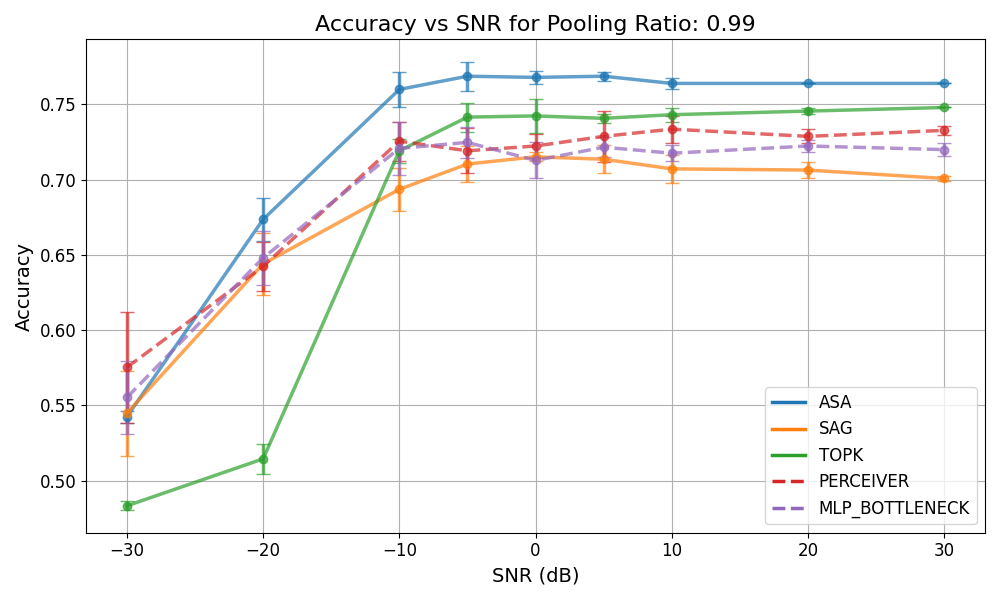 Accuracy vs SNR for Pooling Ratio: 0.99
Accuracy
0.75
0.70
0.65
0.60
0.55
0.50
−30
−20
−10
0
10
20
30
SNR (dB)
ASA
SAG
TOPK
PERCEIVER
MLP_BOTTLENECK